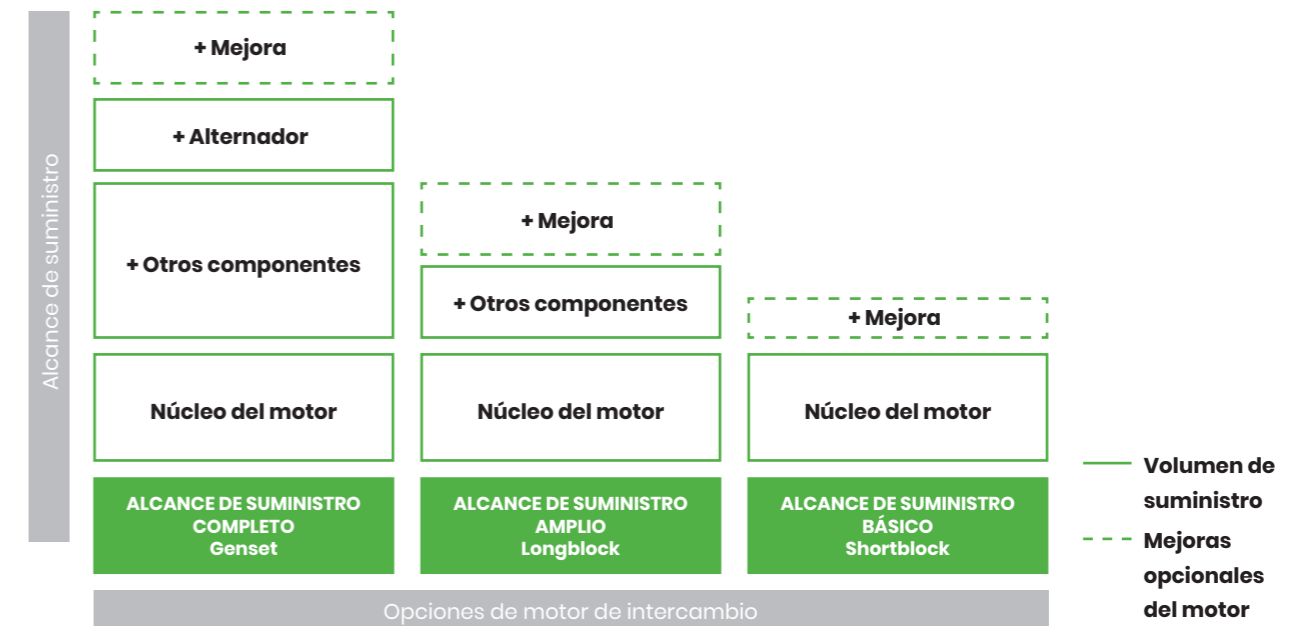 Alcance de suministro
+ Mejora
+ Alternador
+ Otros componentes
Núcleo del motor
ALCANCE DE SUMINISTRO
COMPLETO
Genset
+ Mejora
+ Otros componentes
Núcleo del motor
ALCANCE DE SUMINISTRO
AMPLIO
Longblock
+ Mejora
Núcleo del motor
ALCANCE DE SUMINISTRO
BÁSICO
Shortblock
Opciones de motor de intercambio
Volumen de
suministro
Mejoras
opcionales
del motor